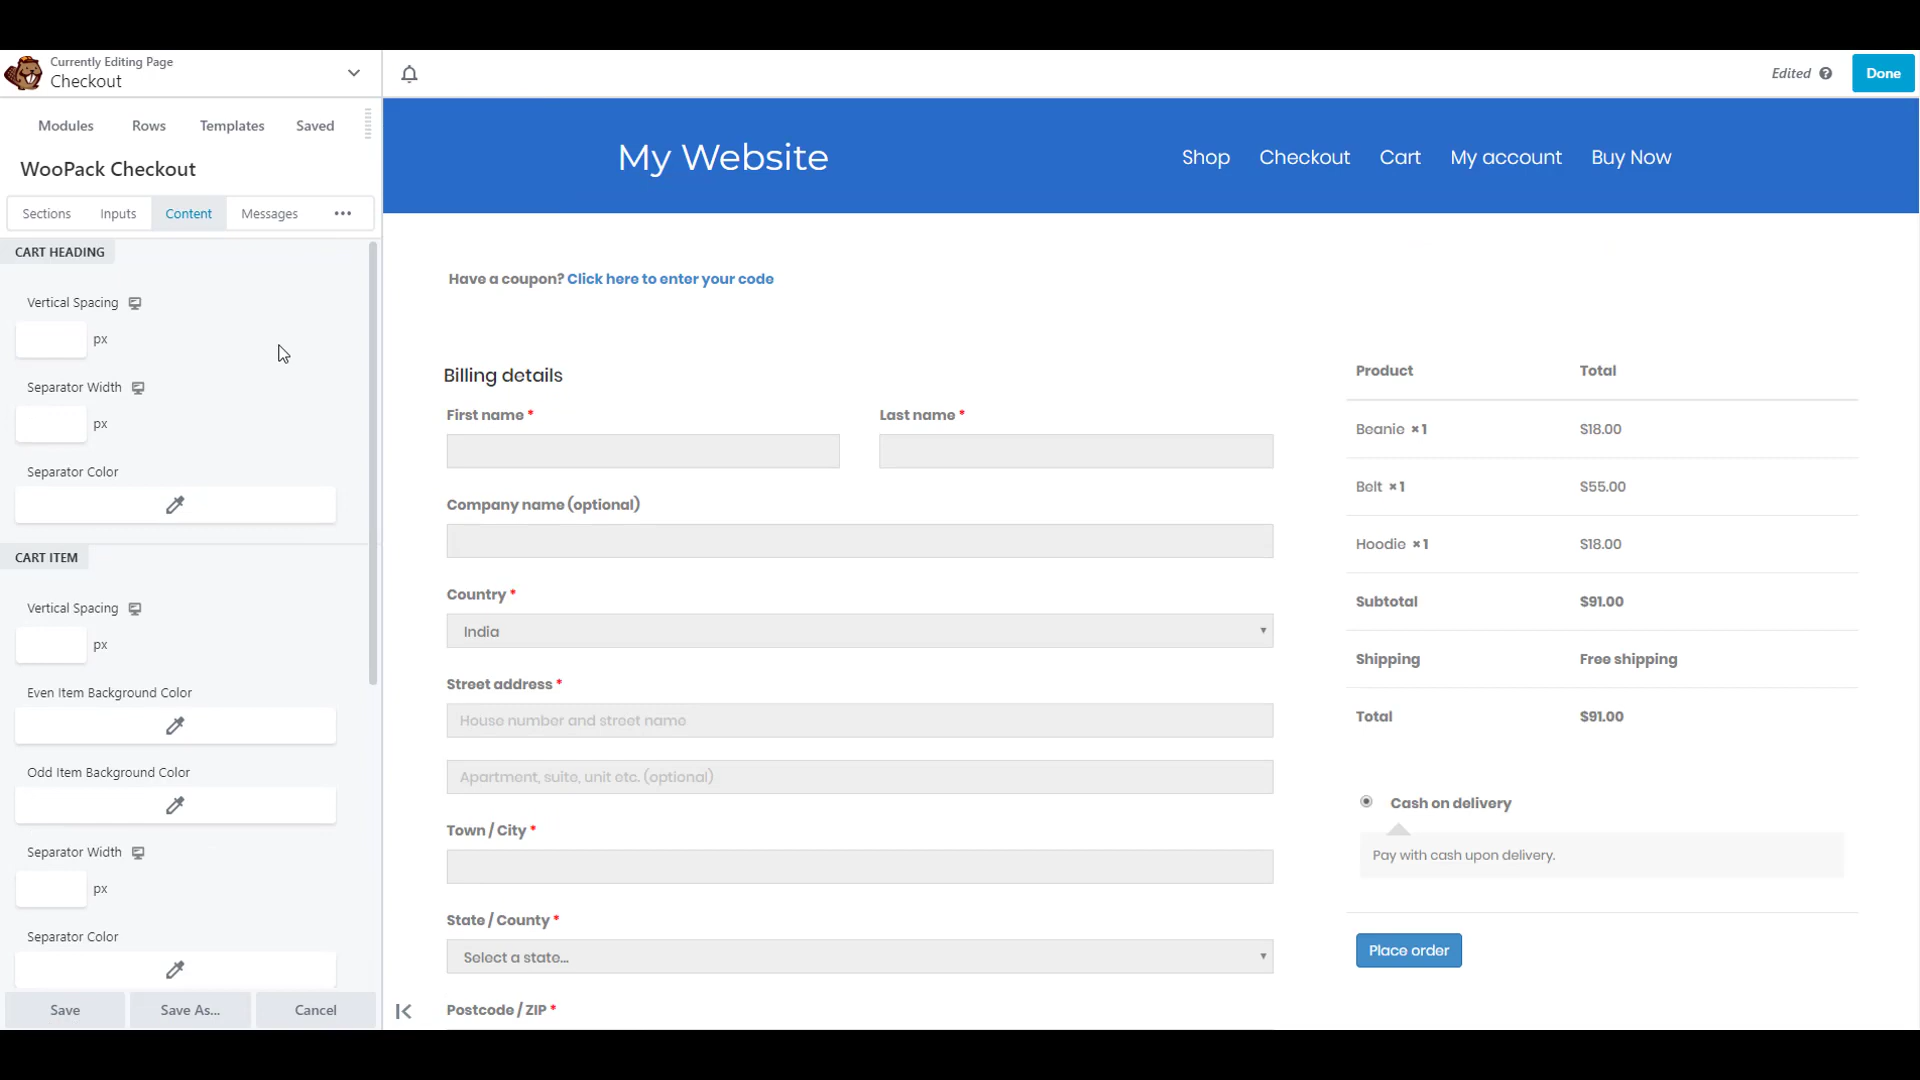 Currently Editing Page
Checkout
Edited
Done
Modules
Rows
Templates
Saved
WooPack Checkout
Sections
Inputs
Content
Messages
CART HEADING
Vertical Spacing
px
Separator Width
px
Separator Color
CART ITEM
Vertical Spacing
px
Even Item Background Color
Odd Item Background Color
Separator Width
px
Separator Color
Save
Save As...
Cancel
My Website
Shop
Checkout
Cart
My account
Buy Now
Have a coupon? Click here to enter your code
Billing details
First name *
Last name *
Company name (optional)
Country *
India
Street address *
House number and street name
Apartment, suite, unit etc. (optional)
Town / City *
State / County *
Select a state...
Postcode / ZIP *
Product Total
Beanie × 1 $18.00
Belt × 1 $55.00
Hoodie × 1 $18.00
Subtotal $91.00
Shipping Free shipping
Total $91.00
Cash on delivery
Pay with cash upon delivery.
Place order